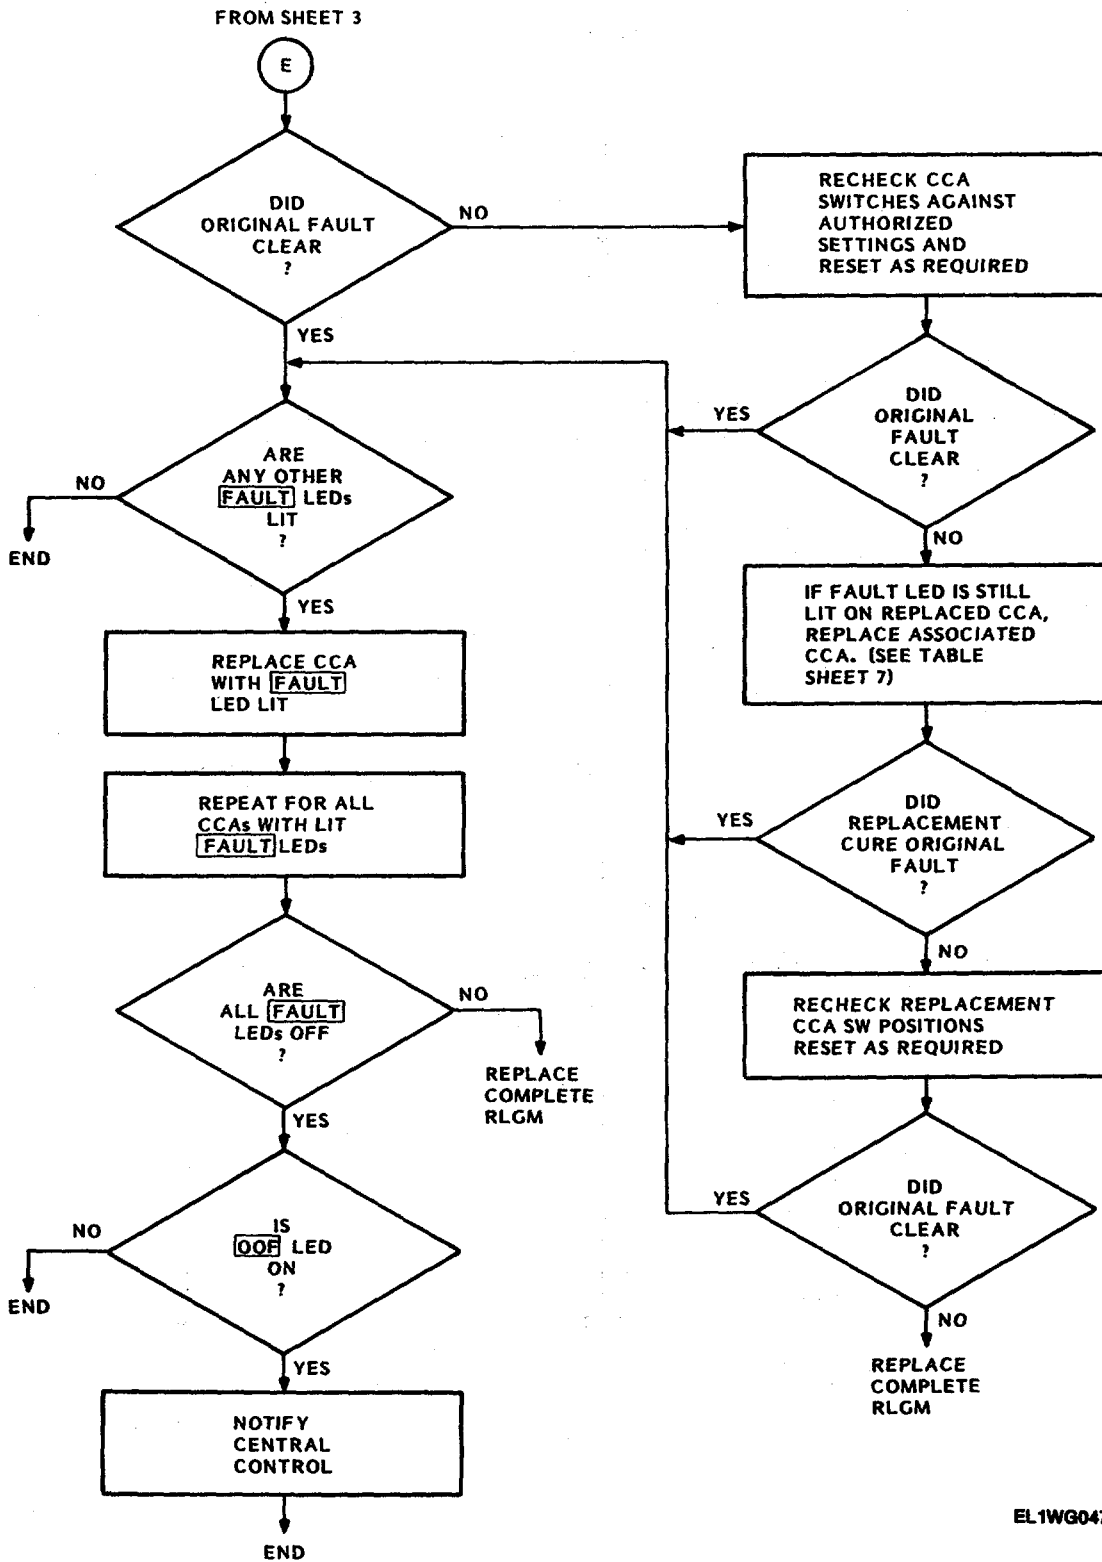 FROM SHEET 3
E
DID
ORIGINAL FAULT
CLEAR
?
NO
YES
RECHECK CCA
SWITCHES AGAINST
AUTHORIZED
SETTINGS AND
RESET AS REQUIRED
DID
ORIGINAL
FAULT
CLEAR
?
YES
NO
ARE
ANY OTHER
FAULT LEDs
LIT
?
NO
END
YES
IF FAULT LED IS STILL
LIT ON REPLACED CCA,
REPLACE ASSOCIATED
CCA. (SEE TABLE
SHEET 7)
REPLACE CCA
WITH FAULT
LED LIT
REPEAT FOR ALL
CCAs WITH LIT
FAULT LEDs
DID
REPLACEMENT
CURE ORIGINAL
FAULT
?
YES
NO
ARE
ALL FAULT
LEDs OFF
?
NO
REPLACE
COMPLETE
RLGM
YES
RECHECK REPLACEMENT
CCA SW POSITIONS
RESET AS REQUIRED
DID
ORIGINAL FAULT
CLEAR
?
YES
NO
REPLACE
COMPLETE
RLGM
IS
OOF LED
ON
?
NO
END
YES
NOTIFY
CENTRAL
CONTROL
END
EL1WG047